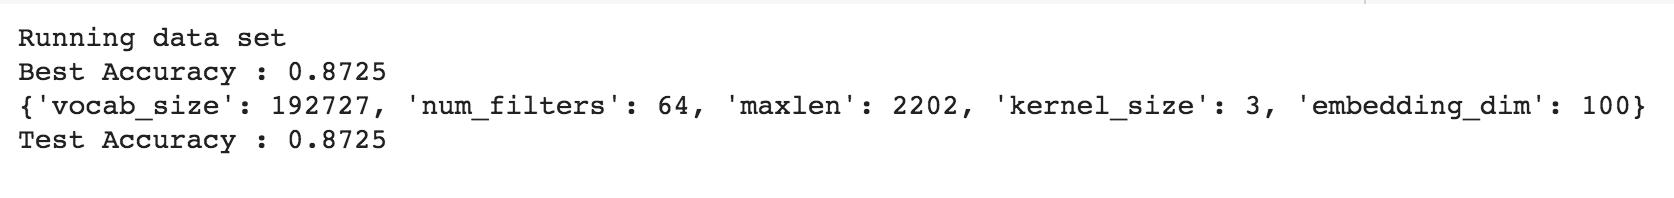 Running data set
Best Accuracy : 0.8725
{'vocab_size': 192727, 'num_filters': 64, 'maxlen': 2202, 'kernel_size': 3, 'embedding_dim': 100}
Test Accuracy : 0.8725